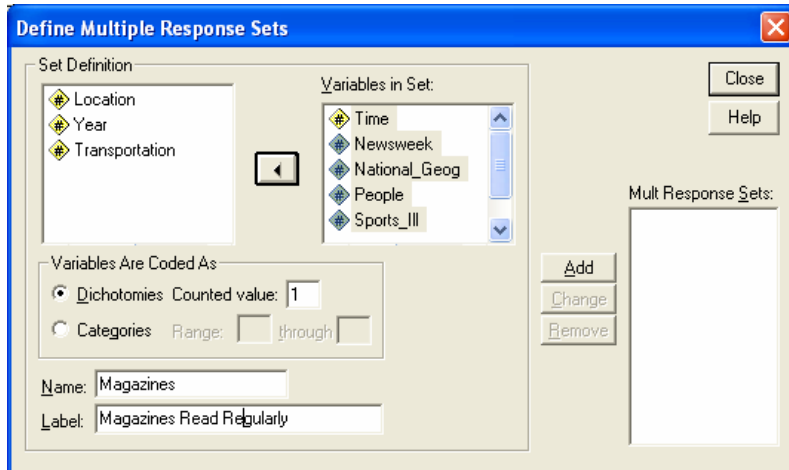 Define Multiple Response Sets
Set Definition
Location
Year
Transportation
Variables in Set:
Time
Newsweek
National_Geog
People
Sports_Ill
Close
Help
Mult Response Sets:
Variables Are Coded As
Dichotomies Counted value: 1
Categories Range: through
Add
Change
Remove
Name: Magazines
Label: Magazines Read Regularly